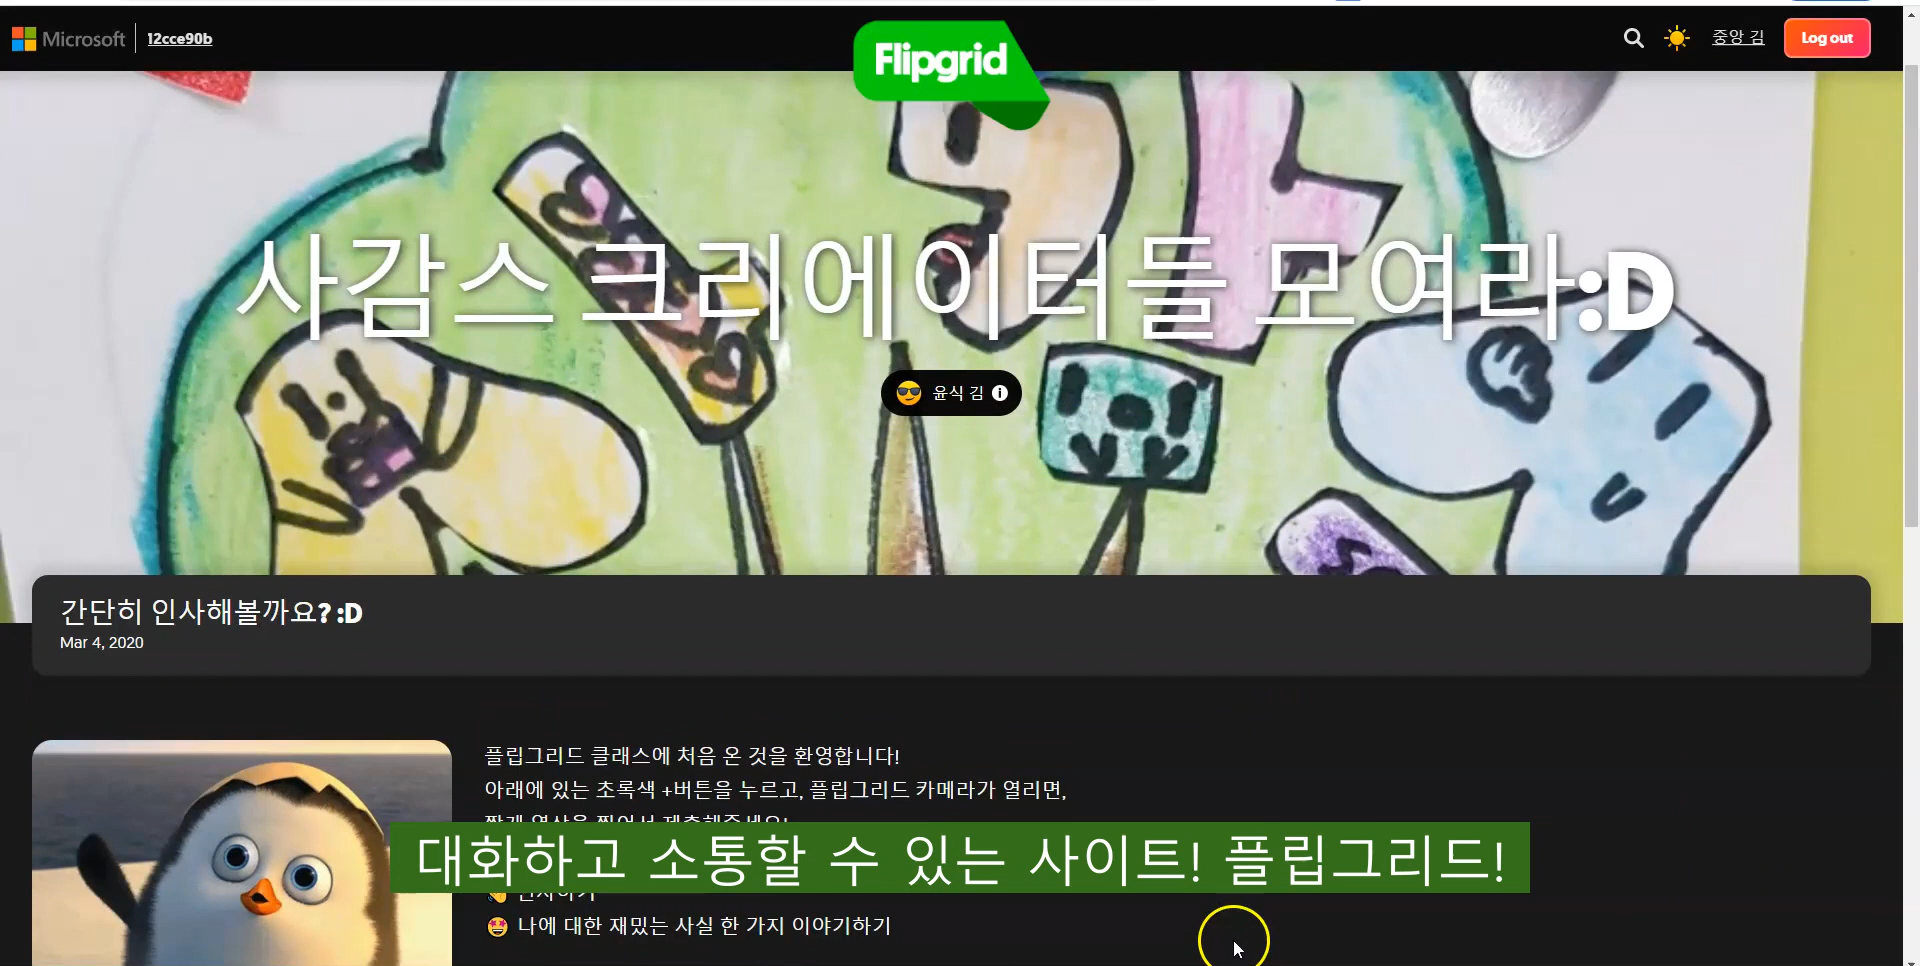 Microsoft
12cce90b
Flipgrid
중앙 김
Log out
사감스 크리에이터들 모여라:D
윤식 김
간단히 인사해볼까요? :D
Mar 4, 2020
플립그리드 클래스에 처음 온 것을 환영합니다!
아래에 있는 초록색 +버튼을 누르고, 플립그리드 카메라가 열리면,
대화하고 소통할 수 있는 사이트! 플립그리드!
나에 대한 재밌는 사실 한 가지 이야기하기